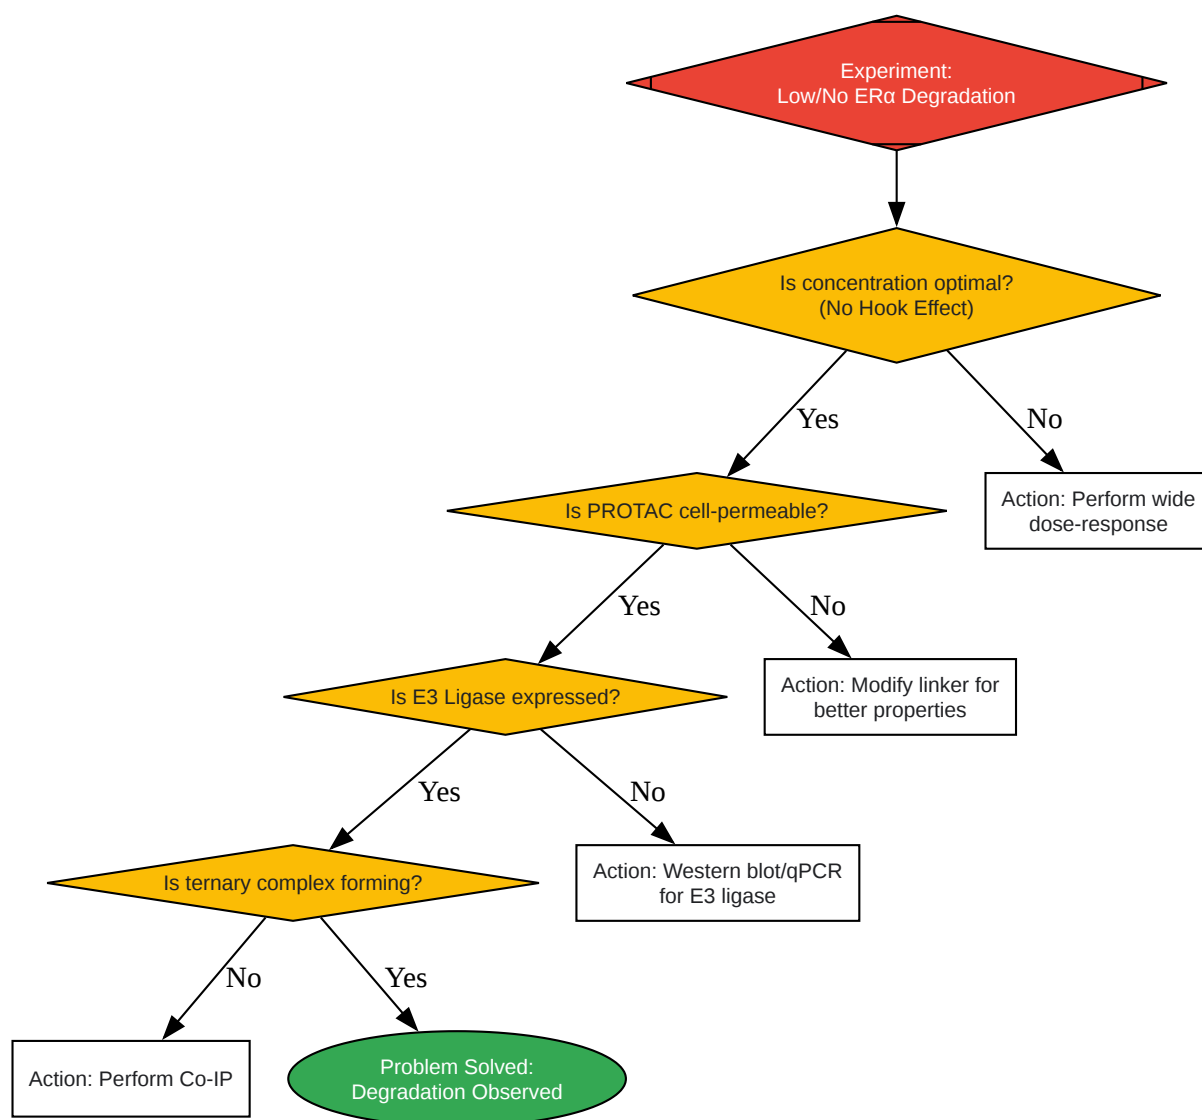 Experiment:
Low/No ERα Degradation
Is concentration optimal?
(No Hook Effect)
Yes
No
Is PROTAC cell-permeable?
Action: Perform wide
dose-response
Yes
No
Is E3 Ligase expressed?
Action: Modify linker for
better properties
Yes
No
Is ternary complex forming?
Action: Western blot/qPCR
for E3 ligase
No
Yes
Action: Perform Co-IP
Problem Solved:
Degradation Observed